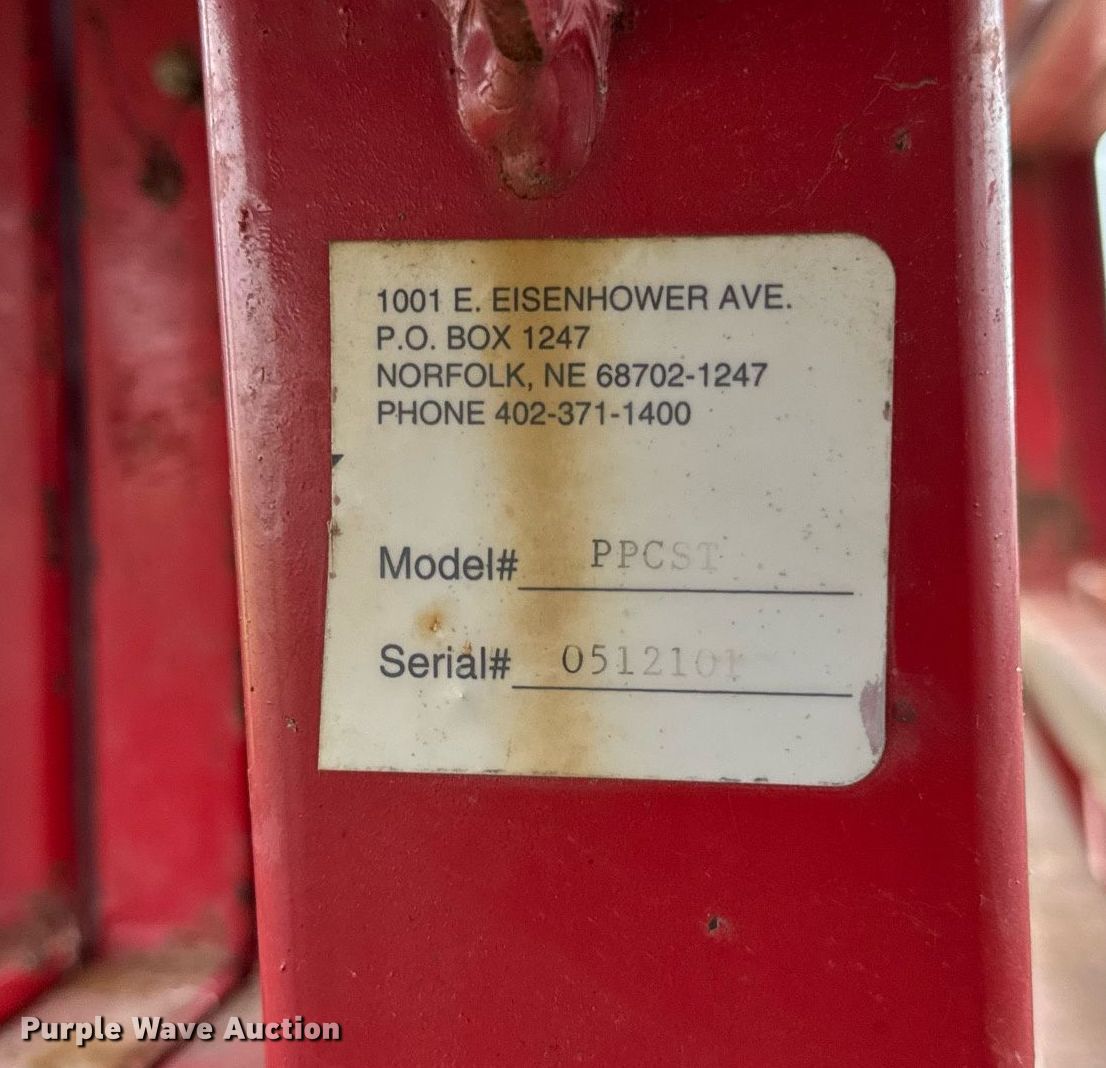 1001 E. EISENHOWER AVE.
P.O. BOX 1247
NORFOLK, NE 68702-1247
PHONE 402-371-1400
Model# PPCST
Serial# 0512101
Purple Wave Auction